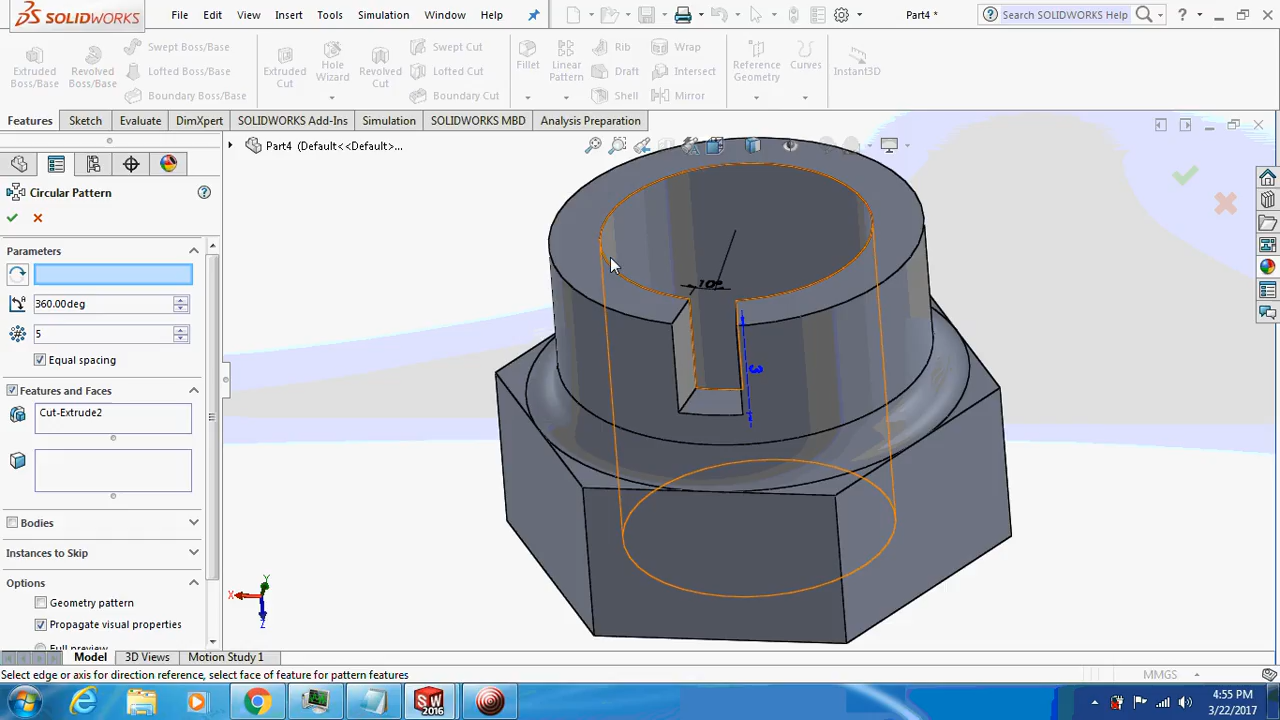 SOLIDWORKS File Edit View Insert Tools Simulation Window Help Part4 * Search SOLIDWORKS Help
Extruded Boss/Base
Revolved Boss/Base
Swept Boss/Base
Lofted Boss/Base
Boundary Boss/Base
Extruded Cut
Hole Wizard
Revolved Cut
Swept Cut
Lofted Cut
Boundary Cut
Fillet
Linear Pattern
Rib
Draft
Shell
Wrap
Intersect
Mirror
Reference Geometry
Curves
Instant3D
Features Sketch Evaluate DimXpert SOLIDWORKS Add-Ins Simulation SOLIDWORKS MBD Analysis Preparation
Part4 (Default<<Default>...
Circular Pattern
Parameters
360.00deg
5
Equal spacing
Features and Faces
Cut-Extrude2
Bodies
Instances to Skip
Options
Geometry pattern
Propagate visual properties
Full preview
10°
3
Y
X
Z
Model 3D Views Motion Study 1
Select edge or axis for direction reference, select face of feature for pattern features MMGS
SW 2016
4:55 PM
3/22/2017